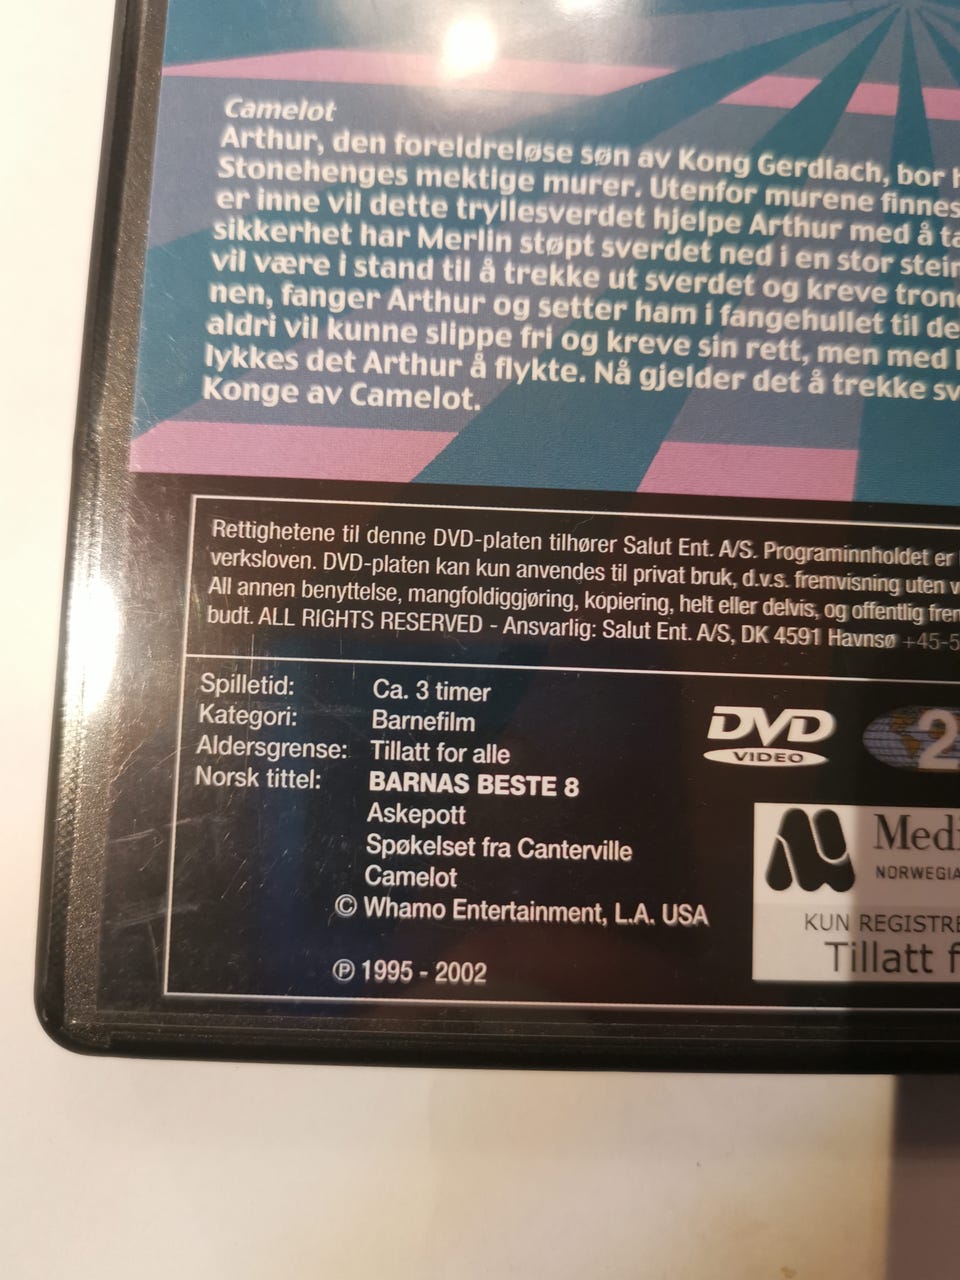 Camelot
Arthur, den foreldreløse søn av Kong Gerdlach, bor
Stonehenges mektige murer. Utenfor murene finnes
er inne vil dette tryllesverdet hjelpe Arthur med å
sikkerhet har Merlin støpt sverdet ned i en stor stein
vil være i stand til å trekke ut sverdet og kreve
nen, fanger Arthur og setter ham i fangehullet til
aldri vil kunne slippe fri og kreve sin rett, men med
lykkes det Arthur å flykte. Nå gjelder det å trekke
Konge av Camelot.
Rettighetene til denne DVD-platen tilhører Salut Ent. A/S. Programinnholdet er
verksloven. DVD-platen kan kun anvendes til privat bruk, d.v.s. fremvisning uten
All annen benyttelse, mangfoldiggjøring, kopiering, helt eller delvis, og offentlig
budt. ALL RIGHTS RESERVED - Ansvarlig: Salut Ent. A/S, DK 4591 Havnsø +45-5
Spilletid: Ca. 3 timer
Kategori: Barnefilm
Aldersgrense: Tillatt for alle
Norsk tittel: BARNAS BESTE 8
Askepott
Spøkelset fra Canterville
Camelot
© Whamo Entertainment, L.A. USA
℗ 1995 - 2002
DVD
VIDEO
2
Medi
NORWEGIA
KUN REGISTRE
Tillatt f